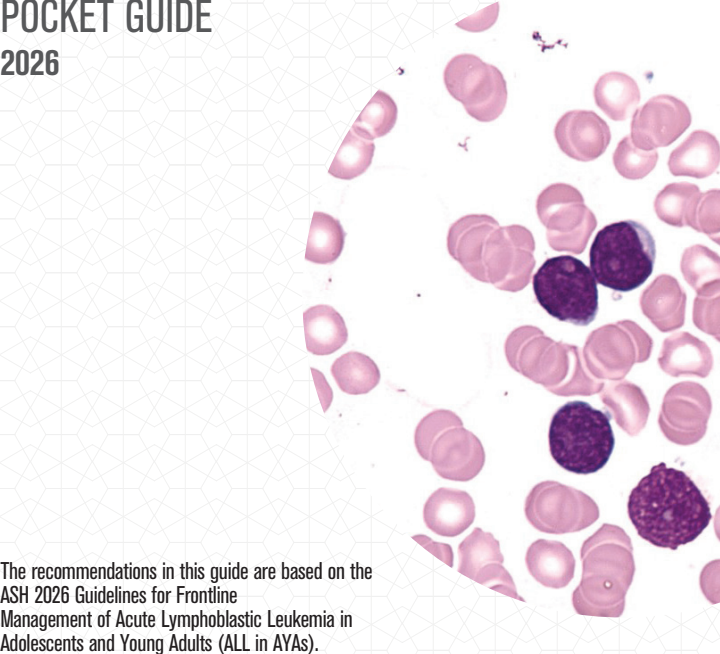 POCKET GUIDE
2026
The recommendations in this guide are based on the
ASH 2026 Guidelines for Frontline
Management of Acute Lymphoblastic Leukemia in
Adolescents and Young Adults (ALL in AYAs).